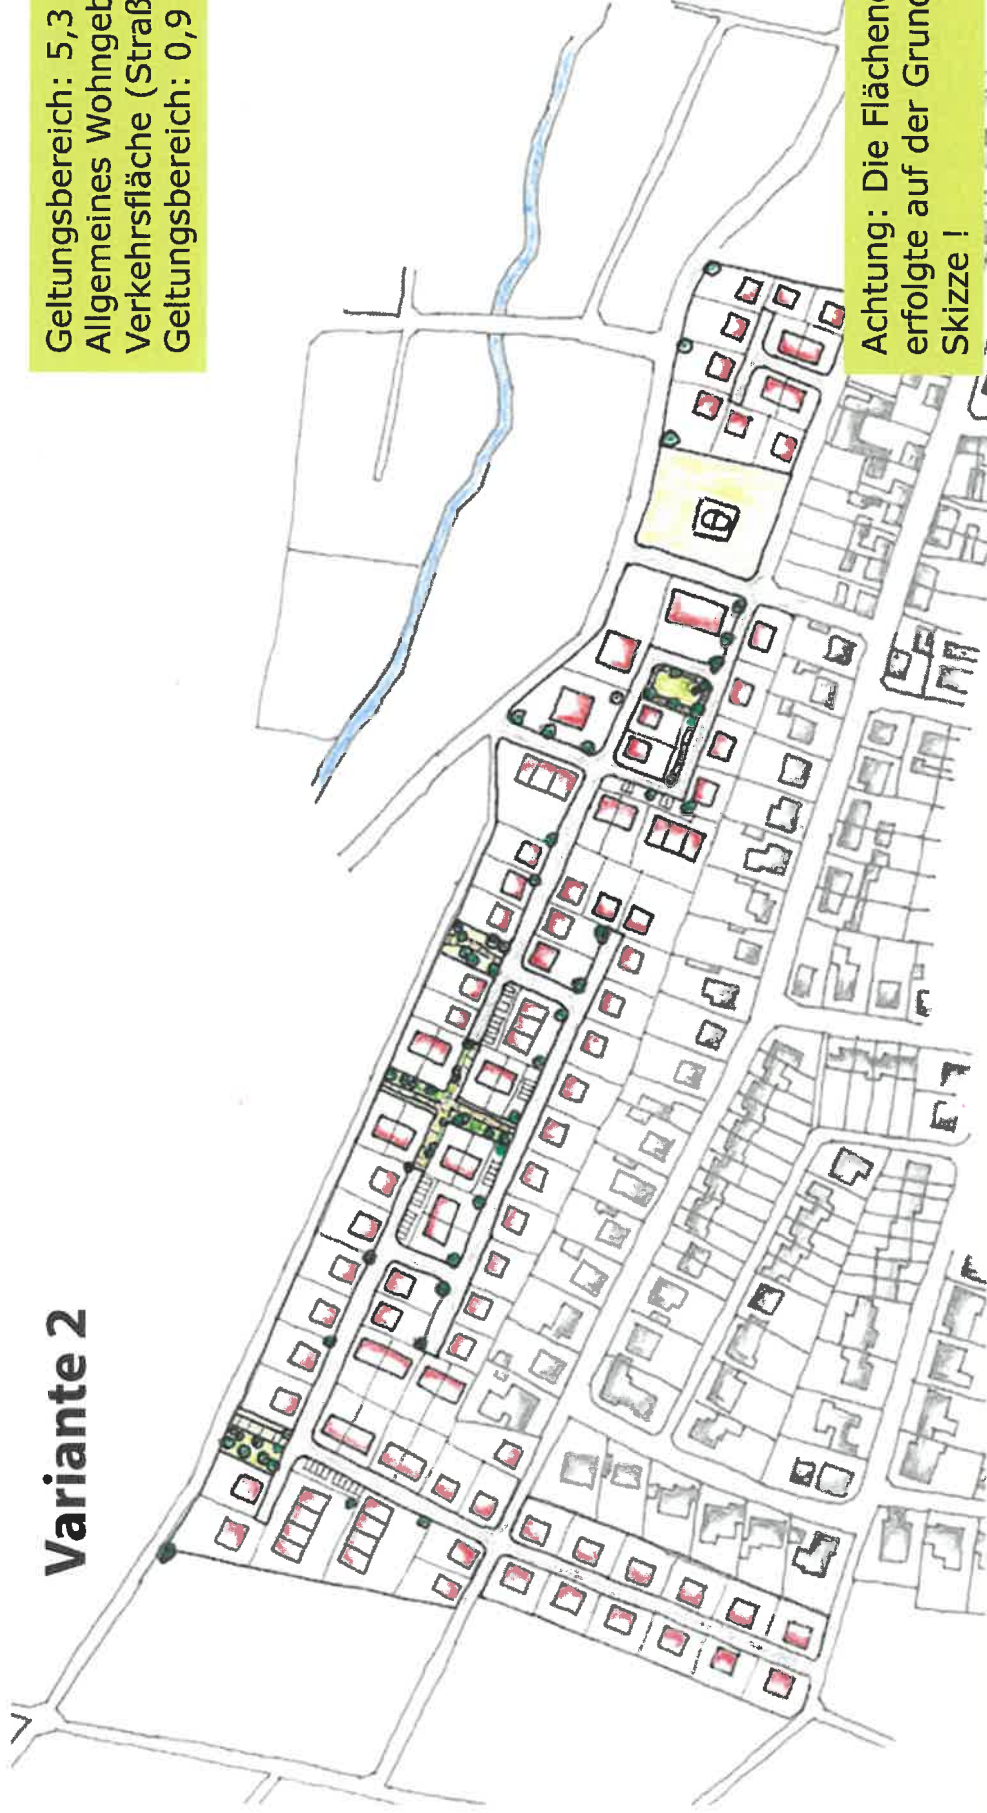 Variante 2
Geltungsbereich: 5,3
Allgemeines Wohngeb
Verkehrsfläche (Straß
Geltungsbereich: 0,9
Achtung: Die Flächen
erfolgte auf der Grund
Skizze !